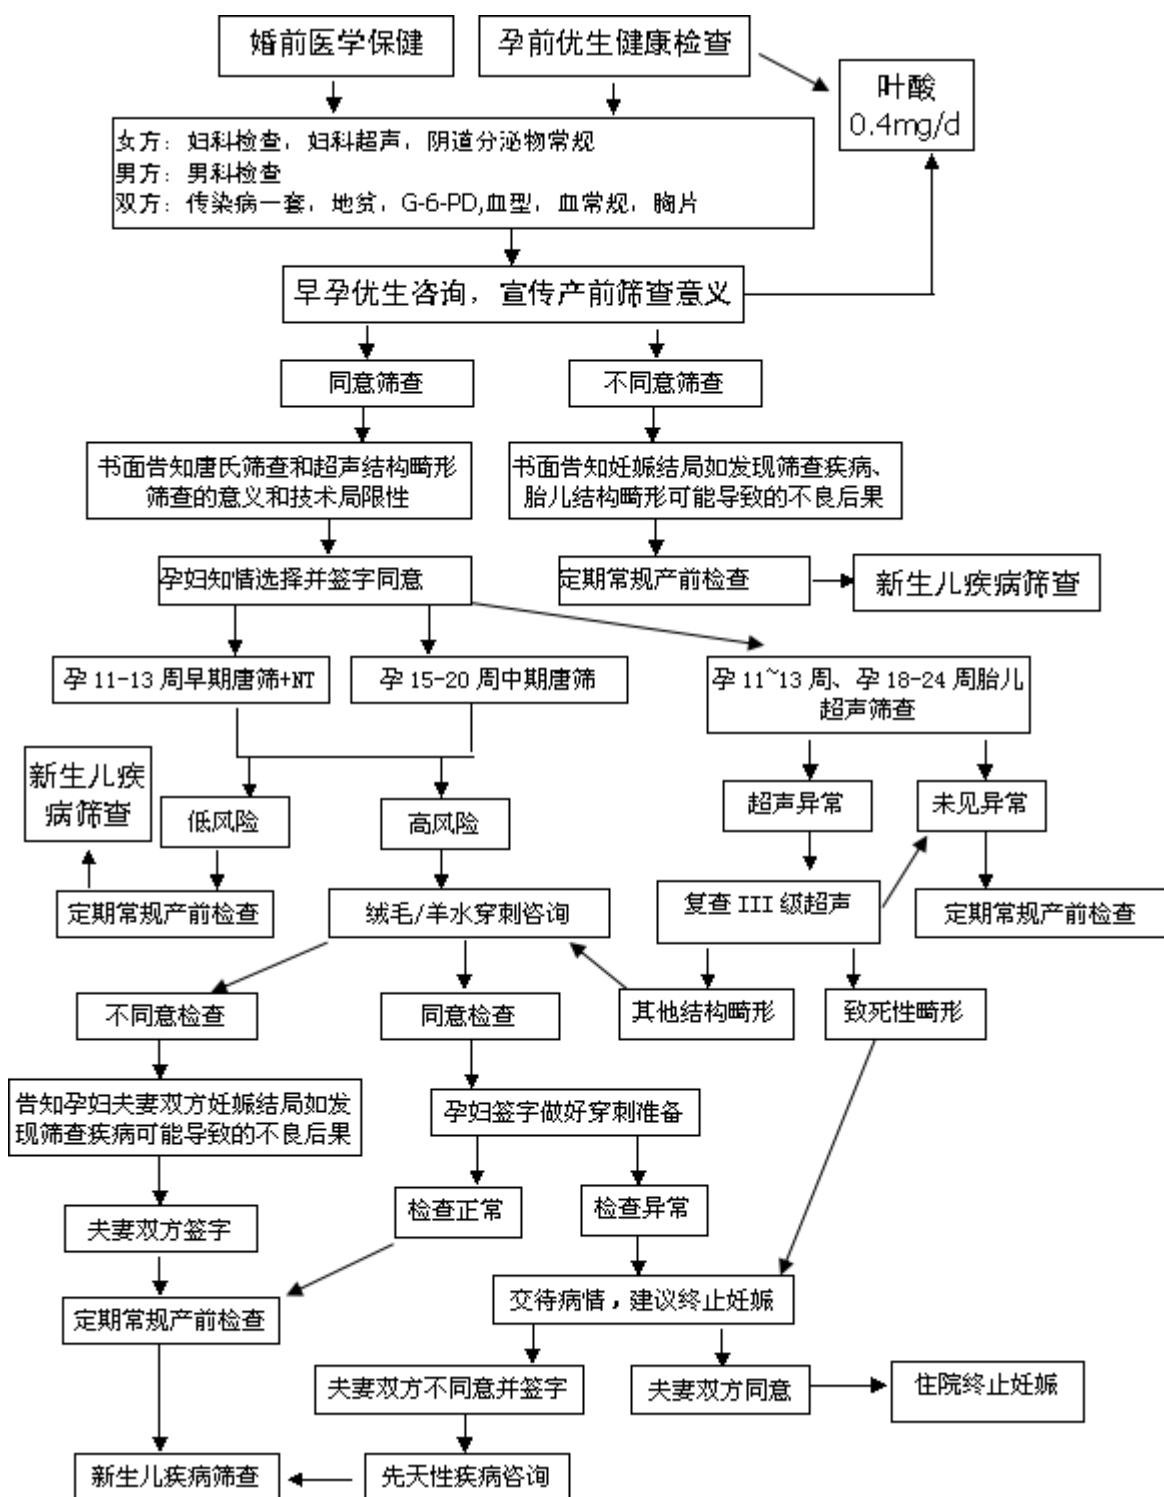 婚前医学保健
孕前优生健康检查
叶酸
0.4mg/d
女方：妇科检查，妇科超声，阴道分泌物常规
男方：男科检查
双方：传染病一套，地贫，G-6-PD,血型，血常规，胸片
早孕优生咨询，宣传产前筛查意义
同意筛查
不同意筛查
书面告知唐氏筛查和超声结构畸形
筛查的意义和技术局限性
书面告知妊娠结局如发现筛查疾病、
胎儿结构畸形可能导致的不良后果
孕妇知情选择并签字同意
定期常规产前检查
新生儿疾病筛查
孕11-13周早期唐筛+NT
孕15-20周中期唐筛
孕11~13周、孕18-24周胎儿
超声筛查
新生儿疾
病筛查
低风险
高风险
超声异常
未见异常
定期常规产前检查
绒毛/羊水穿刺咨询
复查III级超声
定期常规产前检查
不同意检查
同意检查
其他结构畸形
致死性畸形
告知孕妇夫妻双方妊娠结局如发
现筛查疾病可能导致的不良后果
孕妇签字做好穿刺准备
夫妻双方签字
检查正常
检查异常
定期常规产前检查
交待病情，建议终止妊娠
夫妻双方不同意并签字
夫妻双方同意
住院终止妊娠
新生儿疾病筛查
先天性疾病咨询